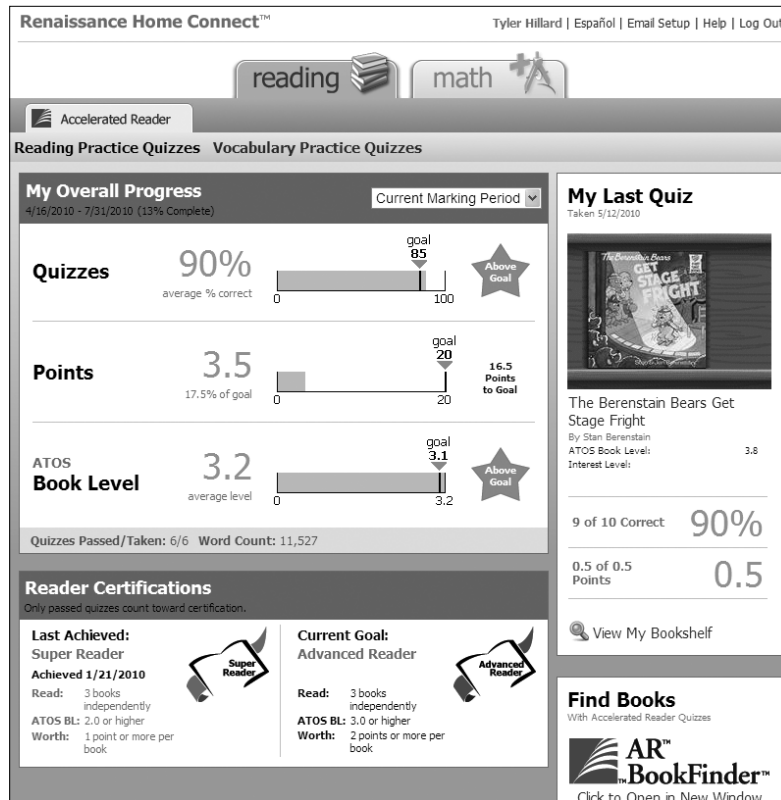 Renaissance Home Connect™
Tyler Hillard | Español | Email Setup | Help | Log Out
reading
math
Accelerated Reader
Reading Practice Quizzes Vocabulary Practice Quizzes
My Overall Progress
4/16/2010 - 7/31/2010 (13% Complete)
Current Marking Period
Quizzes
90%
average % correct
goal
85
0
100
Above
Goal
Points
3.5
17.5% of goal
goal
20
0
20
16.5
Points
to Goal
ATOS
Book Level
3.2
average level
goal
3.1
0
3.2
Above
Goal
Quizzes Passed/Taken: 6/6 Word Count: 11,527
Reader Certifications
Only passed quizzes count toward certification.
Last Achieved:
Super Reader
Achieved 1/21/2010
Read: 3 books
independently
ATOS BL: 2.0 or higher
Worth: 1 point or more per
book
Super
Reader
Current Goal:
Advanced Reader
Read: 3 books
independently
ATOS BL: 3.0 or higher
Worth: 2 points or more per
book
Advanced
Reader
My Last Quiz
Taken 5/12/2010
The Berenstain Bears
GET
STAGE
FRIGHT
The Berenstain Bears Get
Stage Fright
By Stan Berenstain
ATOS Book Level: 3.8
Interest Level:
9 of 10 Correct 90%
0.5 of 0.5
Points
0.5
View My Bookshelf
Find Books
With Accelerated Reader Quizzes
AR™
™BookFinder™
Click to Open in New Window